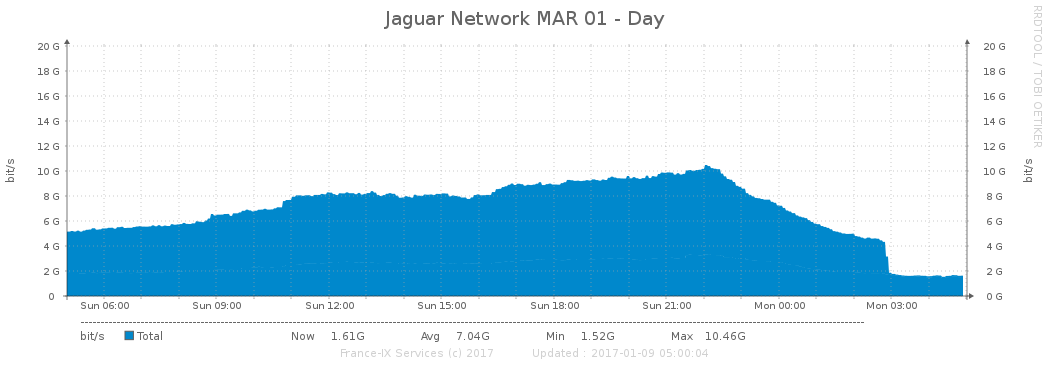 Jaguar Network MAR 01 - Day
RRDTOOL / TOBI OETIKER
bit/s
bit/s
20 G 20 G
18 G 18 G
16 G 16 G
14 G 14 G
12 G 12 G
10 G 10 G
8 G 8 G
6 G 6 G
4 G 4 G
2 G 2 G
0 0 G
Sun 06:00 Sun 09:00 Sun 12:00 Sun 15:00 Sun 18:00 Sun 21:00 Mon 00:00 Mon 03:00
bit/s Total Now 1.61G Avg 7.04G Min 1.52G Max 10.46G
France-IX Services (c) 2017 Updated : 2017-01-09 05:00:04